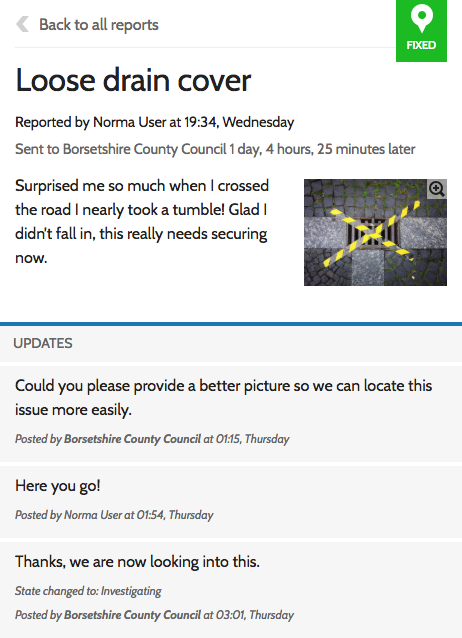 Back to all reports
FIXED
Loose drain cover
Reported by Norma User at 19:34, Wednesday
Sent to Borsetshire County Council 1 day, 4 hours, 25 minutes later
Surprised me so much when I crossed
the road I nearly took a tumble! Glad I
didn't fall in, this really needs securing
now.
UPDATES
Could you please provide a better picture so we can locate this
issue more easily.
Posted by Borsetshire County Council at 01:15, Thursday
Here you go!
Posted by Norma User at 01:54, Thursday
Thanks, we are now looking into this.
State changed to: Investigating
Posted by Borsetshire County Council at 03:01, Thursday